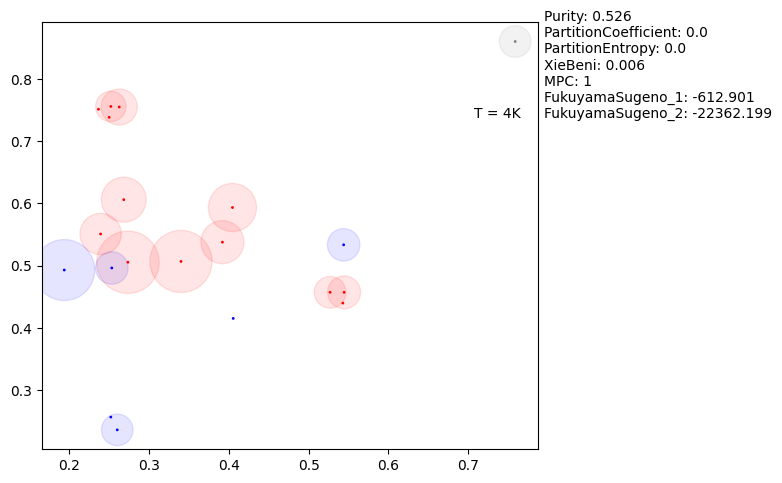 Purity: 0.526
PartitionCoefficient: 0.0
PartitionEntropy: 0.0
XieBeni: 0.006
MPC: 1
FukuyamaSugeno_1: -612.901
FukuyamaSugeno_2: -22362.199
T = 4K
0.8
0.7
0.6
0.5
0.4
0.3
0.2 0.3 0.4 0.5 0.6 0.7